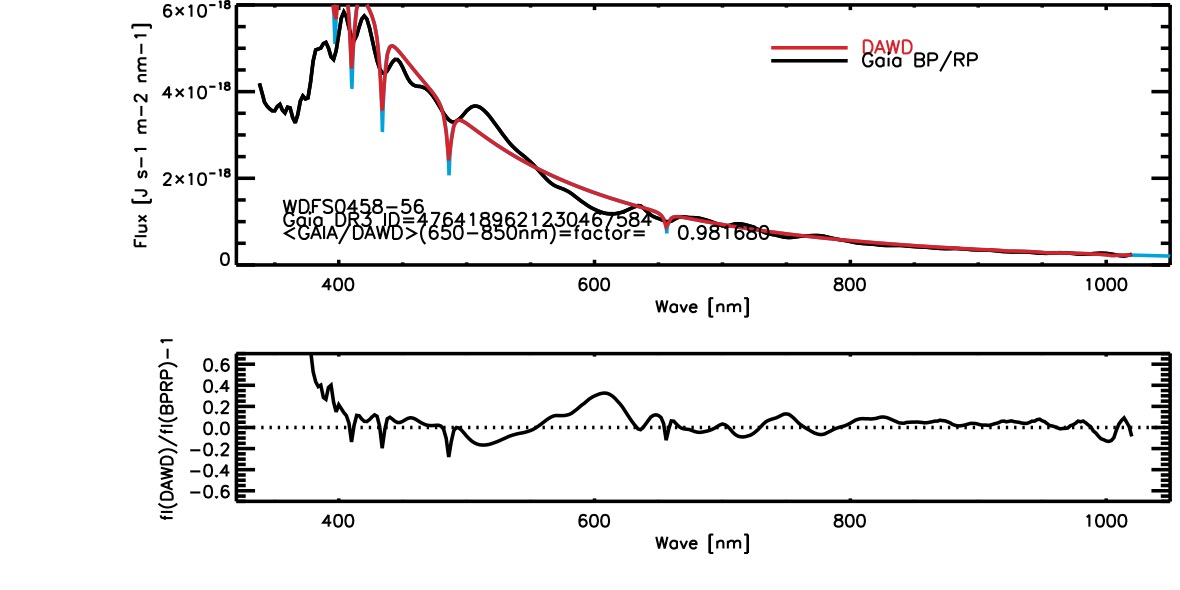 6×10−18
4×10−18
2×10−18
0
Flux [J s−1 m−2 nm−1]
DAWD
Gaia BP/RP
WDFS0458−56
Gaia DR3 ID=4764189621230467584
<GAIA/DAWD>(650−850nm)=factor= 0.981680
400 600 800 1000
Wave [nm]
fl(DAWD)/fl(BPRP)−1
0.6
0.4
0.2
0.0
−0.2
−0.4
−0.6
400 600 800 1000
Wave [nm]